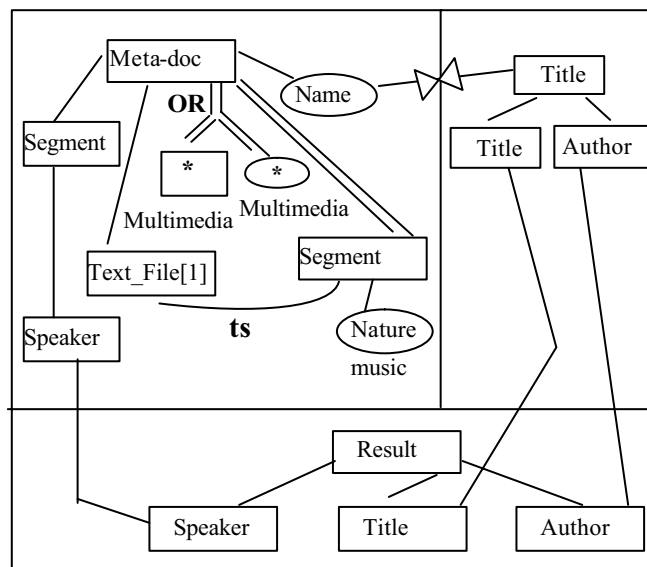 Meta-doc
Title
Name
OR
Segment
Title
Author
*
*
Multimedia
Multimedia
Segment
Text_File[1]
ts
Speaker
Nature
music
Result
Speaker
Title
Author